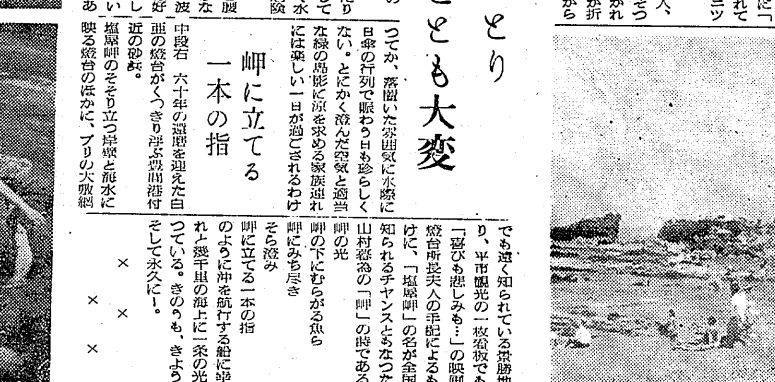 とり
とも大変
つてか、落着いた雰囲気に水際に
日傘の行列で賑わう日も珍らしく
ない。とにかく澄んだ空気と適当
な緑の島影に涼を求める家族連れ
には楽しい一日が過ごされるわけ
岬に立てる
一本の指
中段右 六十年の還暦を迎えた白
亜の燈台がくつきり浮ぶ豊間港付
近の砂浜。
塩屋岬のそそり立つ岸壁と海水に
映る燈台のほかに、ブリの大敷網
でも遠く知られている景勝地
り、平市観光の一枚看板でも
「喜びも悲しみも…」の映画
燈台所長夫人の手記によるも
けに、「塩屋岬」の名が全国
知られるチヤンスともなつた
山村暮鳥の「岬」の時である
岬の光
岬の下にむらがる魚ら
岬にみち尽き
そら澄み
岬に立てる一本の指
のように沖を航行する船に
れと幾千里の海上に一条の光
つている。きのうも、きよう
そして永久に―。
× ×
× ×